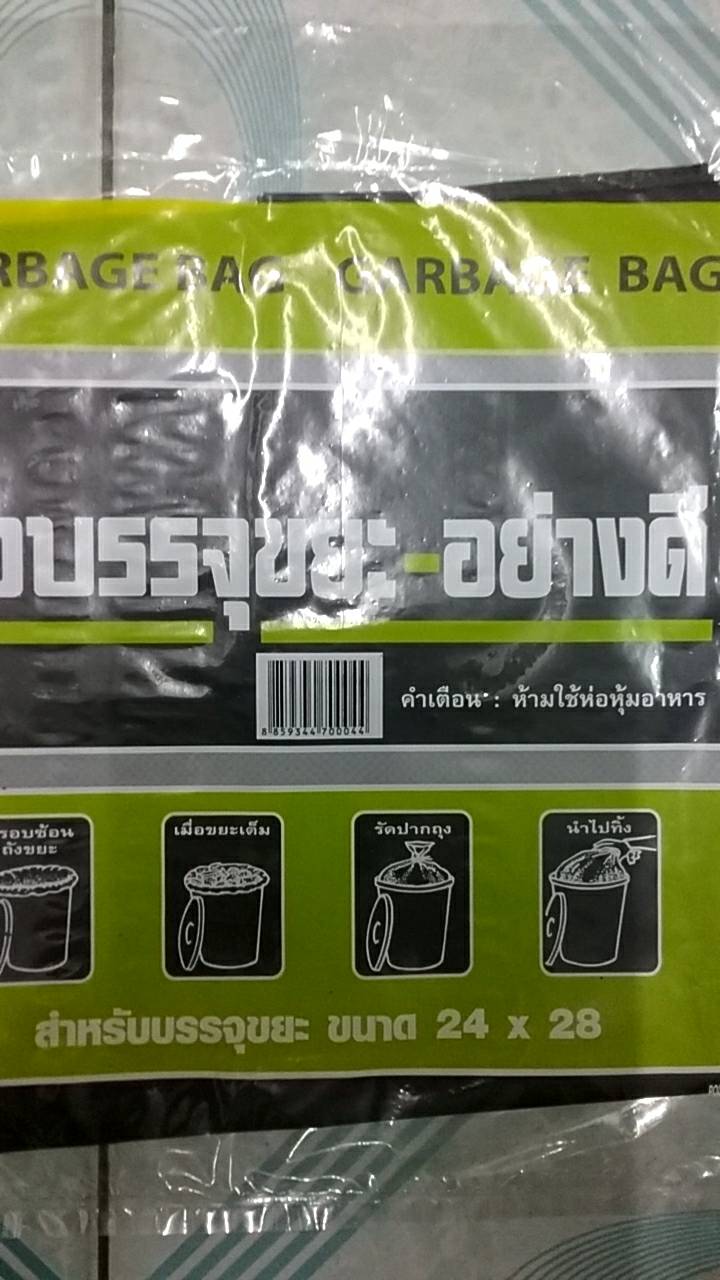 RBAGE BAG GARBAGE BAG
บรรจุขยะ-อย่างดี
คำเตือน : ห้ามใช้ห่อหุ้มอาหาร
8 859344 700044
รอบซ้อน
ถังขยะ
เมื่อขยะเต็ม
รัดปากถุง
นำไปทิ้ง
สำหรับบรรจุขยะ ขนาด 24 x 28